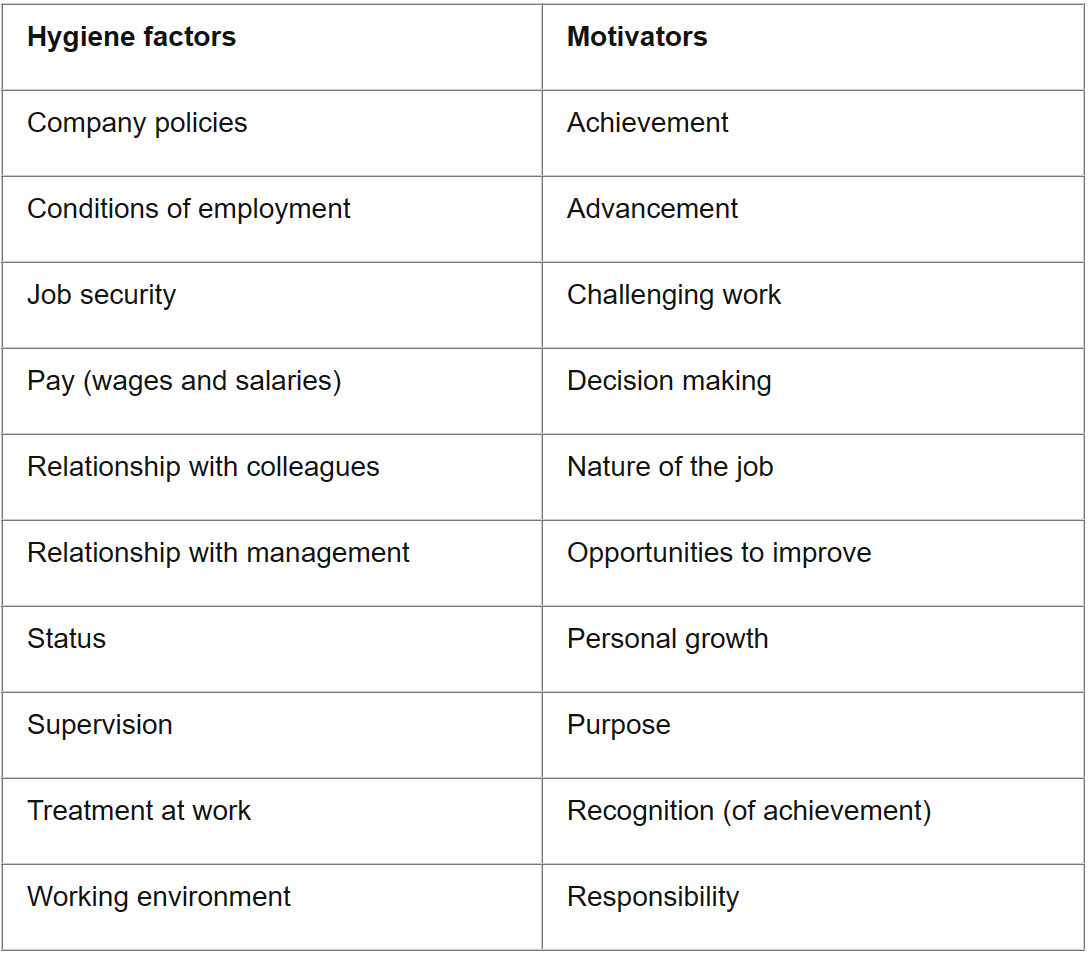 Hygiene factors
Motivators
Company policies
Achievement
Conditions of employment
Advancement
Job security
Challenging work
Pay (wages and salaries)
Decision making
Relationship with colleagues
Nature of the job
Relationship with management
Opportunities to improve
Status
Personal growth
Supervision
Purpose
Treatment at work
Recognition (of achievement)
Working environment
Responsibility